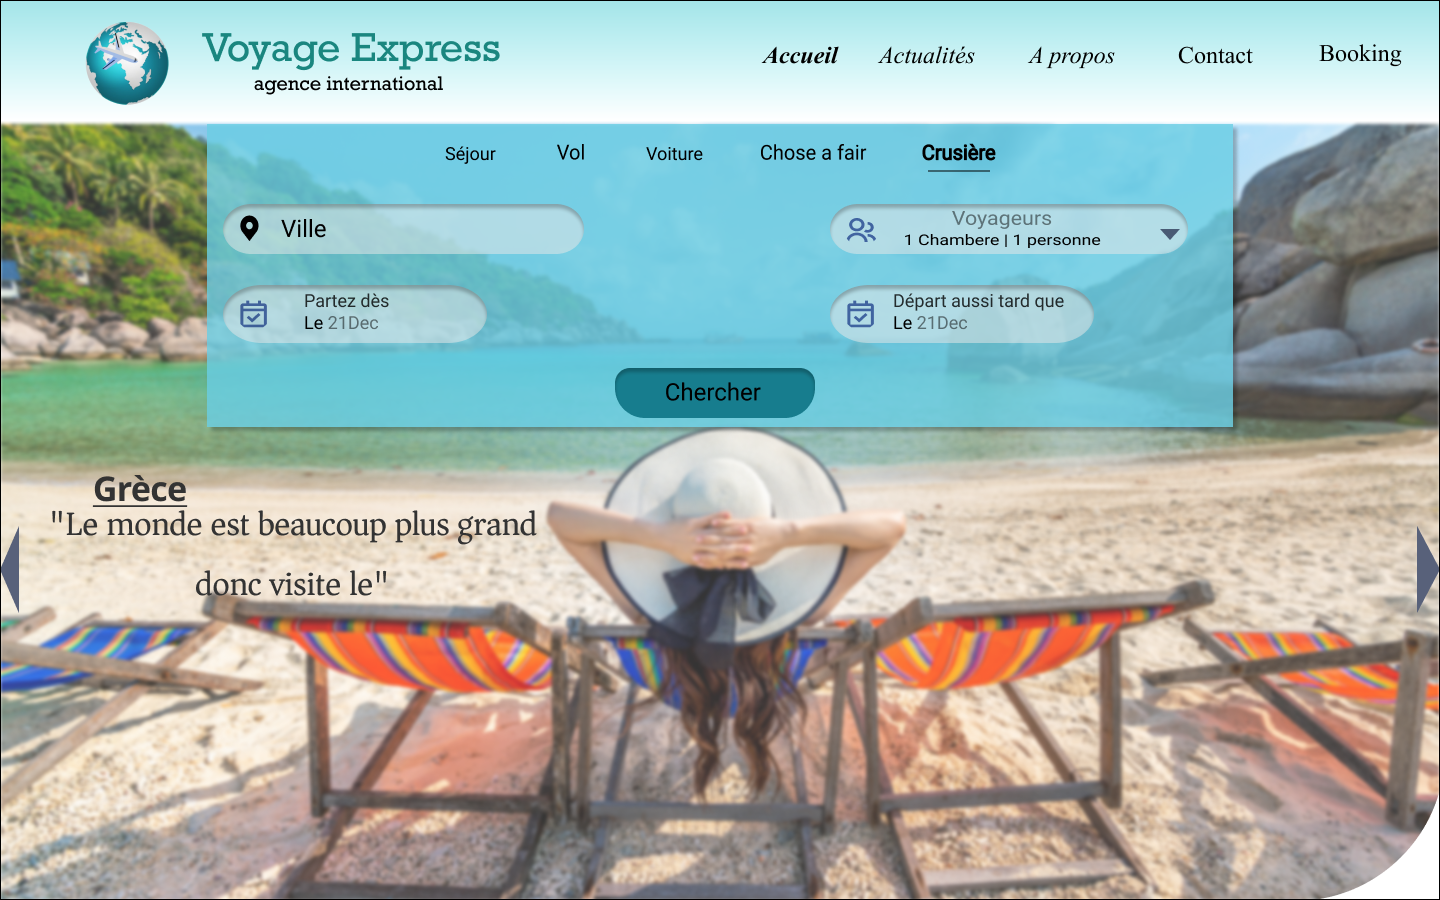 Voyage Express
agence international
Accueil Actualités A propos Contact Booking
Séjour Vol Voiture Chose a fair Crusière
Ville
Voyageurs
1 Chambere | 1 personne
Partez dès
Le 21Dec
Départ aussi tard que
Le 21Dec
Chercher
Grèce
"Le monde est beaucoup plus grand
donc visite le"